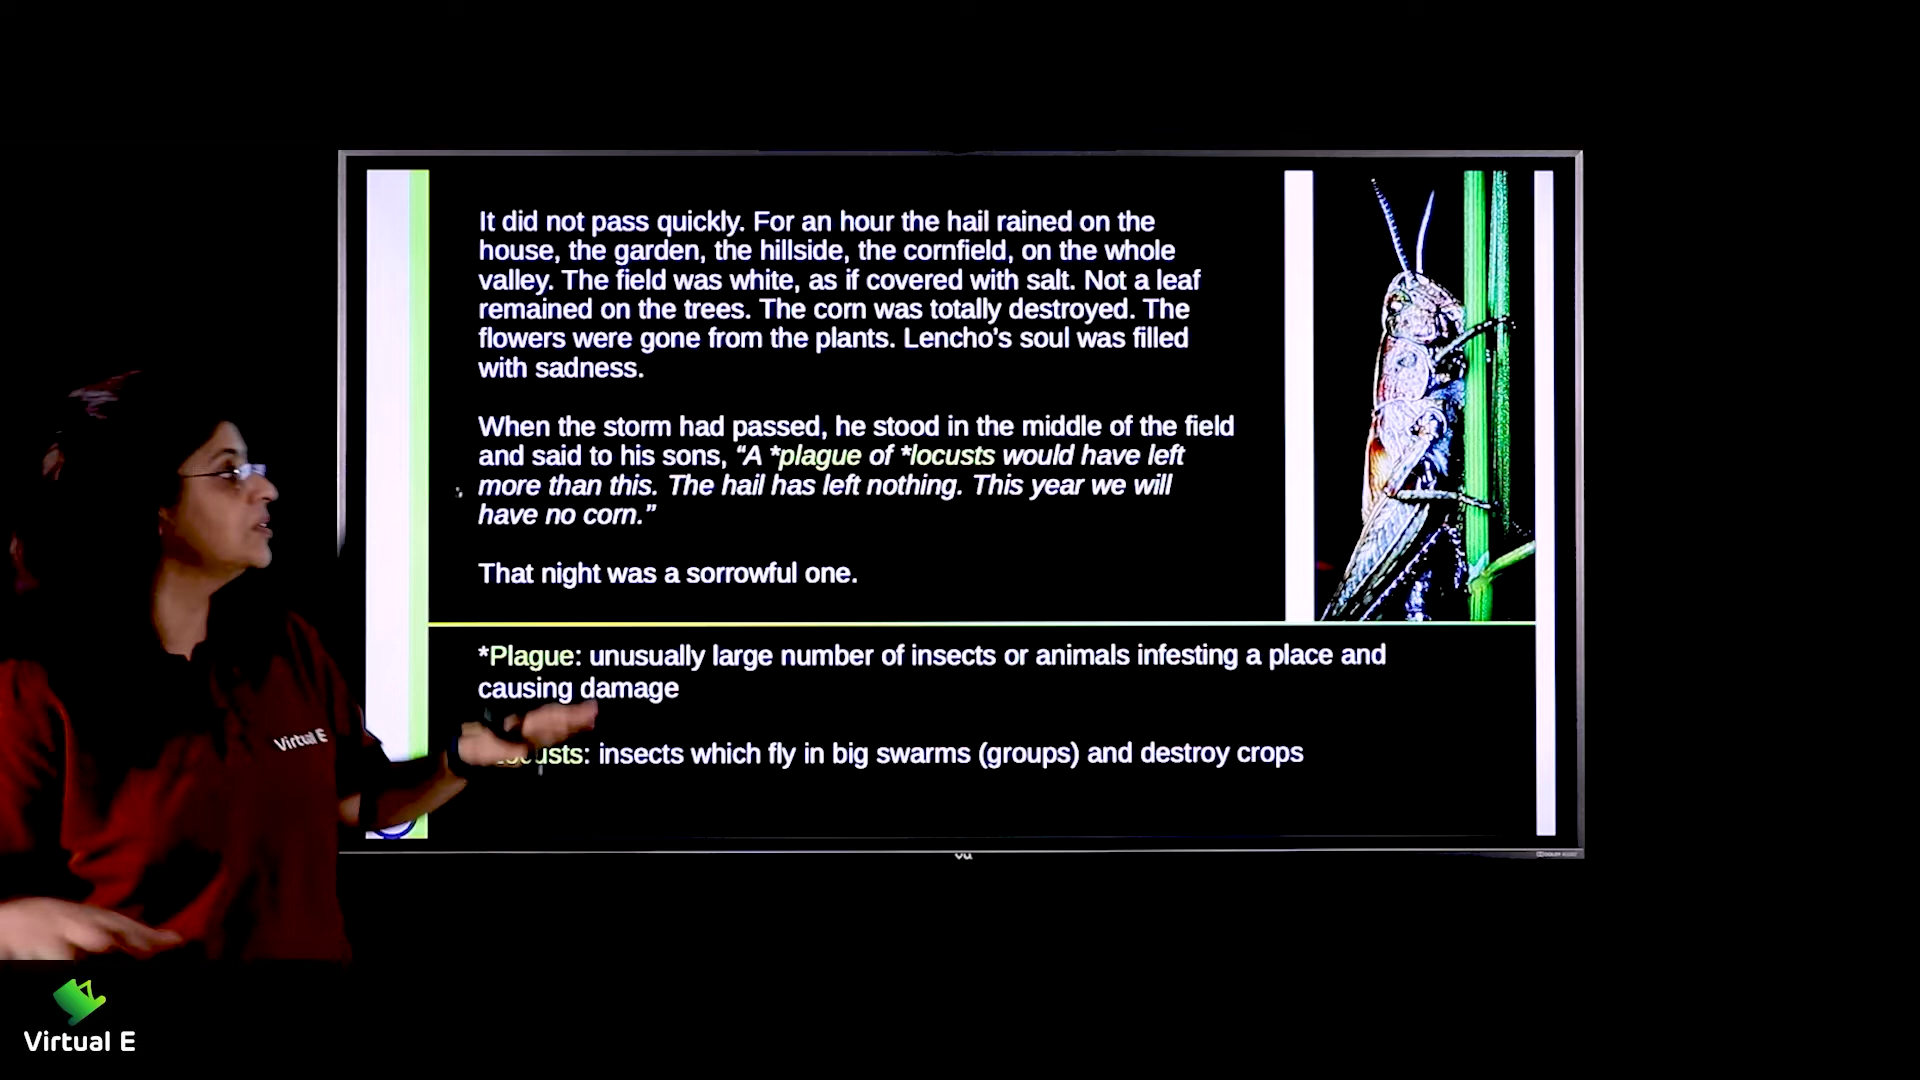 It did not pass quickly. For an hour the hail rained on the
house, the garden, the hillside, the cornfield, on the whole
valley. The field was white, as if covered with salt. Not a leaf
remained on the trees. The corn was totally destroyed. The
flowers were gone from the plants. Lencho’s soul was filled
with sadness.
When the storm had passed, he stood in the middle of the field
and said to his sons, “A *plague of *locusts would have left
more than this. The hail has left nothing. This year we will
have no corn.”
That night was a sorrowful one.
*Plague: unusually large number of insects or animals infesting a place and
causing damage
insects which fly in big swarms (groups) and destroy crops
Virtual E
vu
Virtual E